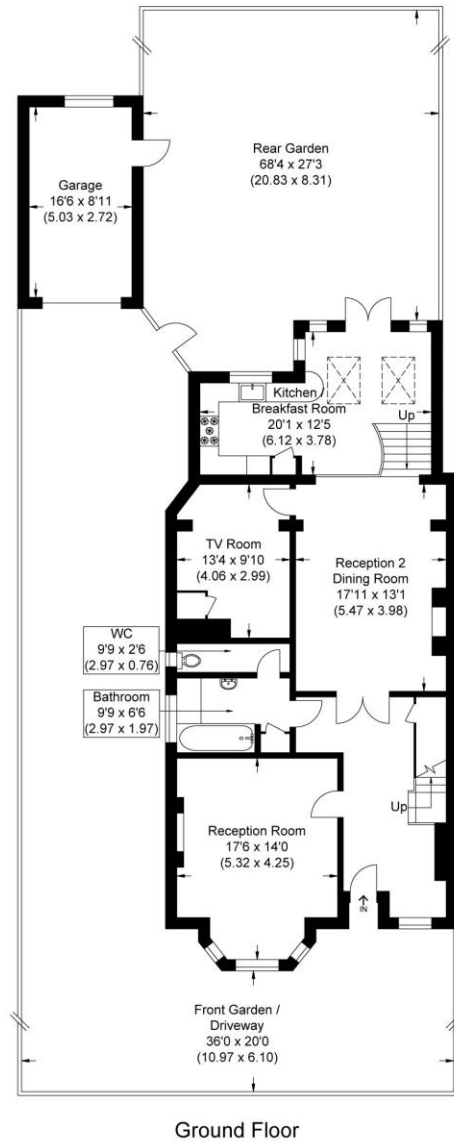 Rear Garden
68'4 x 27'3
(20.83 x 8.31)
Garage
16'6 x 8'11
(5.03 x 2.72)
Kitchen /
Breakfast Room
20'1 x 12'5
(6.12 x 3.78)
Up
TV Room
13'4 x 9'10
(4.06 x 2.99)
Reception 2
Dining Room
17'11 x 13'1
(5.47 x 3.98)
WC
9'9 x 2'6
(2.97 x 0.76)
Bathroom
9'9 x 6'6
(2.97 x 1.97)
Up
Reception Room
17'6 x 14'0
(5.32 x 4.25)
IN
Front Garden /
Driveway
36'0 x 20'0
(10.97 x 6.10)
Ground Floor